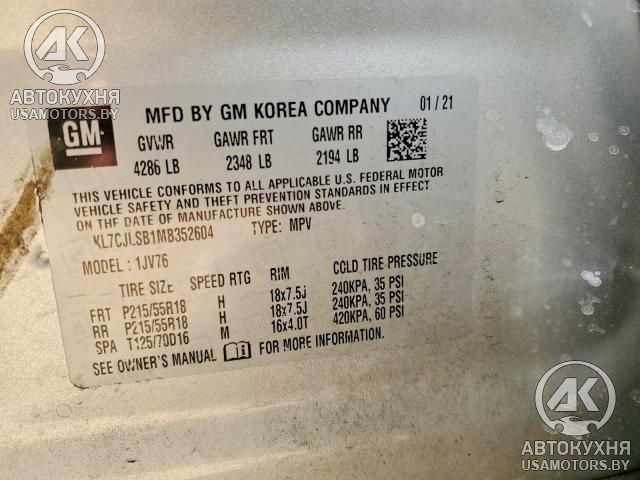 АК
АВТОКУХНЯ
USAMOTORS.BY
GM
MFD BY GM KOREA COMPANY 01 / 21
GVWR GAWR FRT GAWR RR
4286 LB 2348 LB 2194 LB
THIS VEHICLE CONFORMS TO ALL APPLICABLE U.S. FEDERAL MOTOR
VEHICLE SAFETY AND THEFT PREVENTION STANDARDS IN EFFECT
ON THE DATE OF MANUFACTURE SHOWN ABOVE.
KL7CJLSB1MB352604 TYPE: MPV
MODEL : 1JV76
TIRE SIZE SPEED RTG RIM COLD TIRE PRESSURE
FRT P215/55R18 H 18x7.5j 240KPA, 35 PSI
RR P215/55R18 H 18x7.5j 240KPA, 35 PSI
SPA T125/70D16 M 16x4.0T 420KPA, 60 PSI
SEE OWNER'S MANUAL FOR MORE INFORMATION.
АК
АВТОКУХНЯ
USAMOTORS.BY